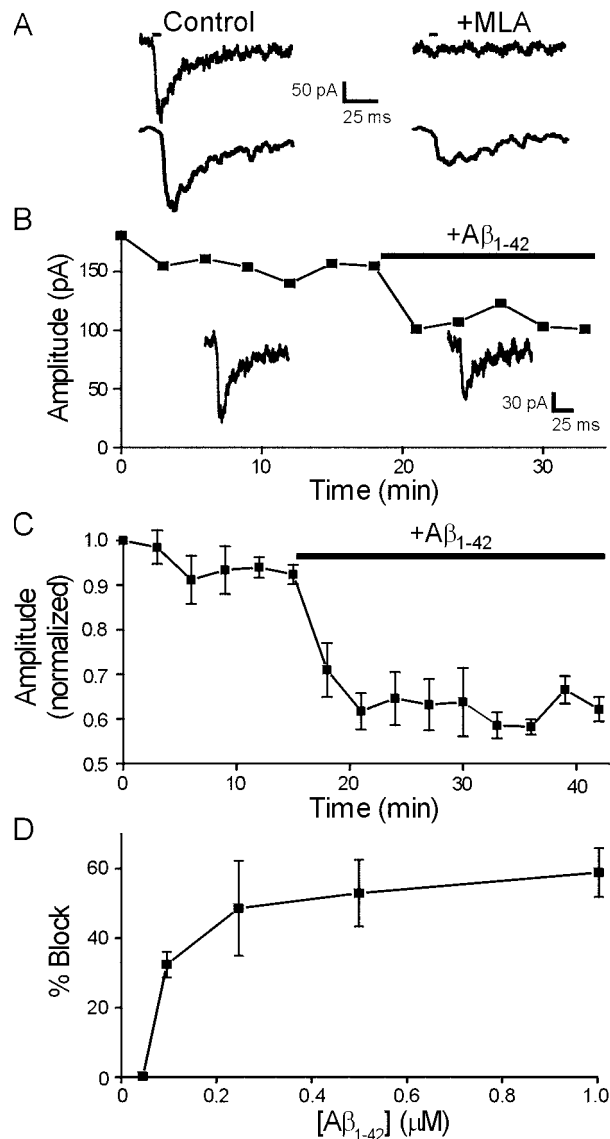 A
Control
+MLA
50 pA
25 ms
B
+Aβ1-42
Amplitude (pA)
150
100
50
0
30 pA
25 ms
0 10 20 30
Time (min)
C
+Aβ1-42
Amplitude
(normalized)
1.0
0.9
0.8
0.7
0.6
0.5
0 10 20 30 40
Time (min)
D
% Block
60
40
20
0
0 0.2 0.4 0.6 0.8 1.0
[Aβ1-42] (μM)